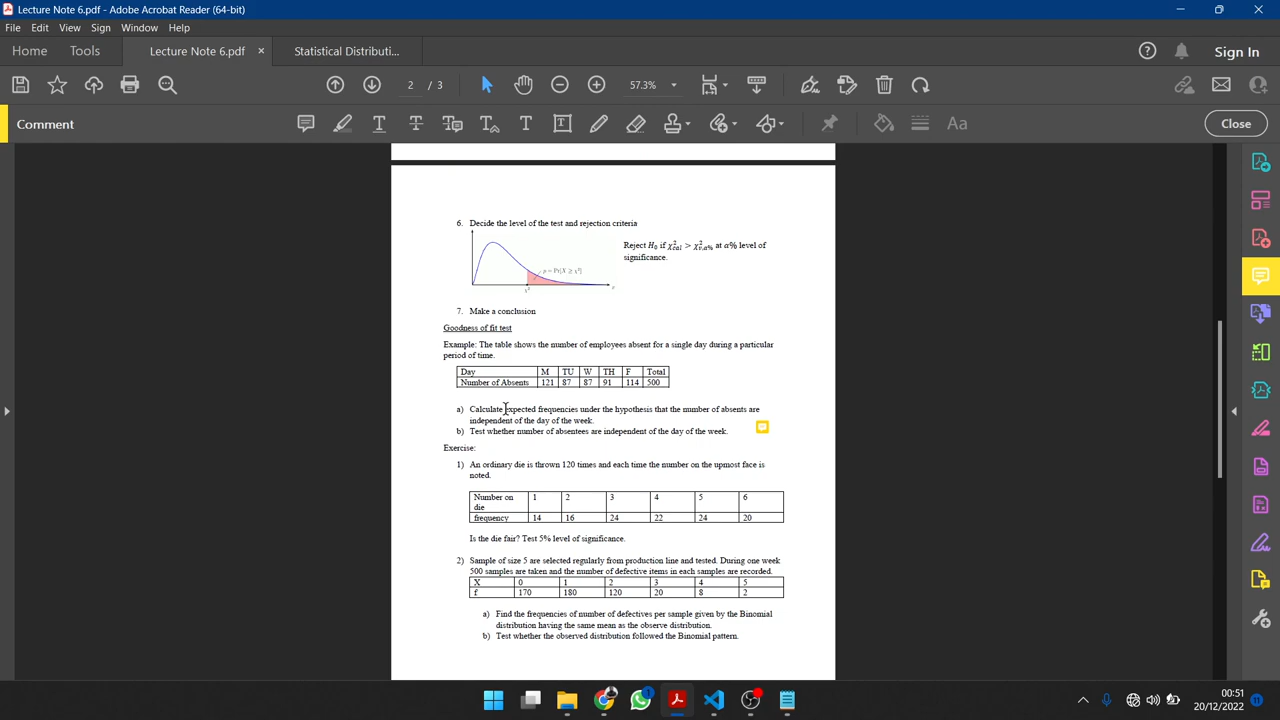 Lecture Note 6.pdf - Adobe Acrobat Reader (64-bit)
File Edit View Sign Window Help
Home Tools Lecture Note 6.pdf × Statistical Distributi... Sign In
2 / 3 57.3%
Comment Close
6. Decide the level of the test and rejection criteria
Reject H₀ if χ²cal > χ²v,α% at α% level of
significance.
p = Pr[X ≥ χ²]
χ²
7. Make a conclusion
Goodness of fit test
Example: The table shows the number of employees absent for a single day during a particular
period of time.
Day M TU W TH F Total
Number of Absents 121 87 87 91 114 500
a) Calculate expected frequencies under the hypothesis that the number of absents are
independent of the day of the week.
b) Test whether number of absentees are independent of the day of the week.
Exercise:
1) An ordinary die is thrown 120 times and each time the number on the upmost face is
noted.
Number on 1 2 3 4 5 6
die
frequency 14 16 24 22 24 20
Is the die fair? Test 5% level of significance.
2) Sample of size 5 are selected regularly from production line and tested. During one week
500 samples are taken and the number of defective items in each samples are recorded.
X 0 1 2 3 4 5
f 170 180 120 20 8 2
a) Find the frequencies of number of defectives per sample given by the Binomial
distribution having the same mean as the observe distribution.
b) Test whether the observed distribution followed the Binomial pattern.
1
00:51
20/12/2022